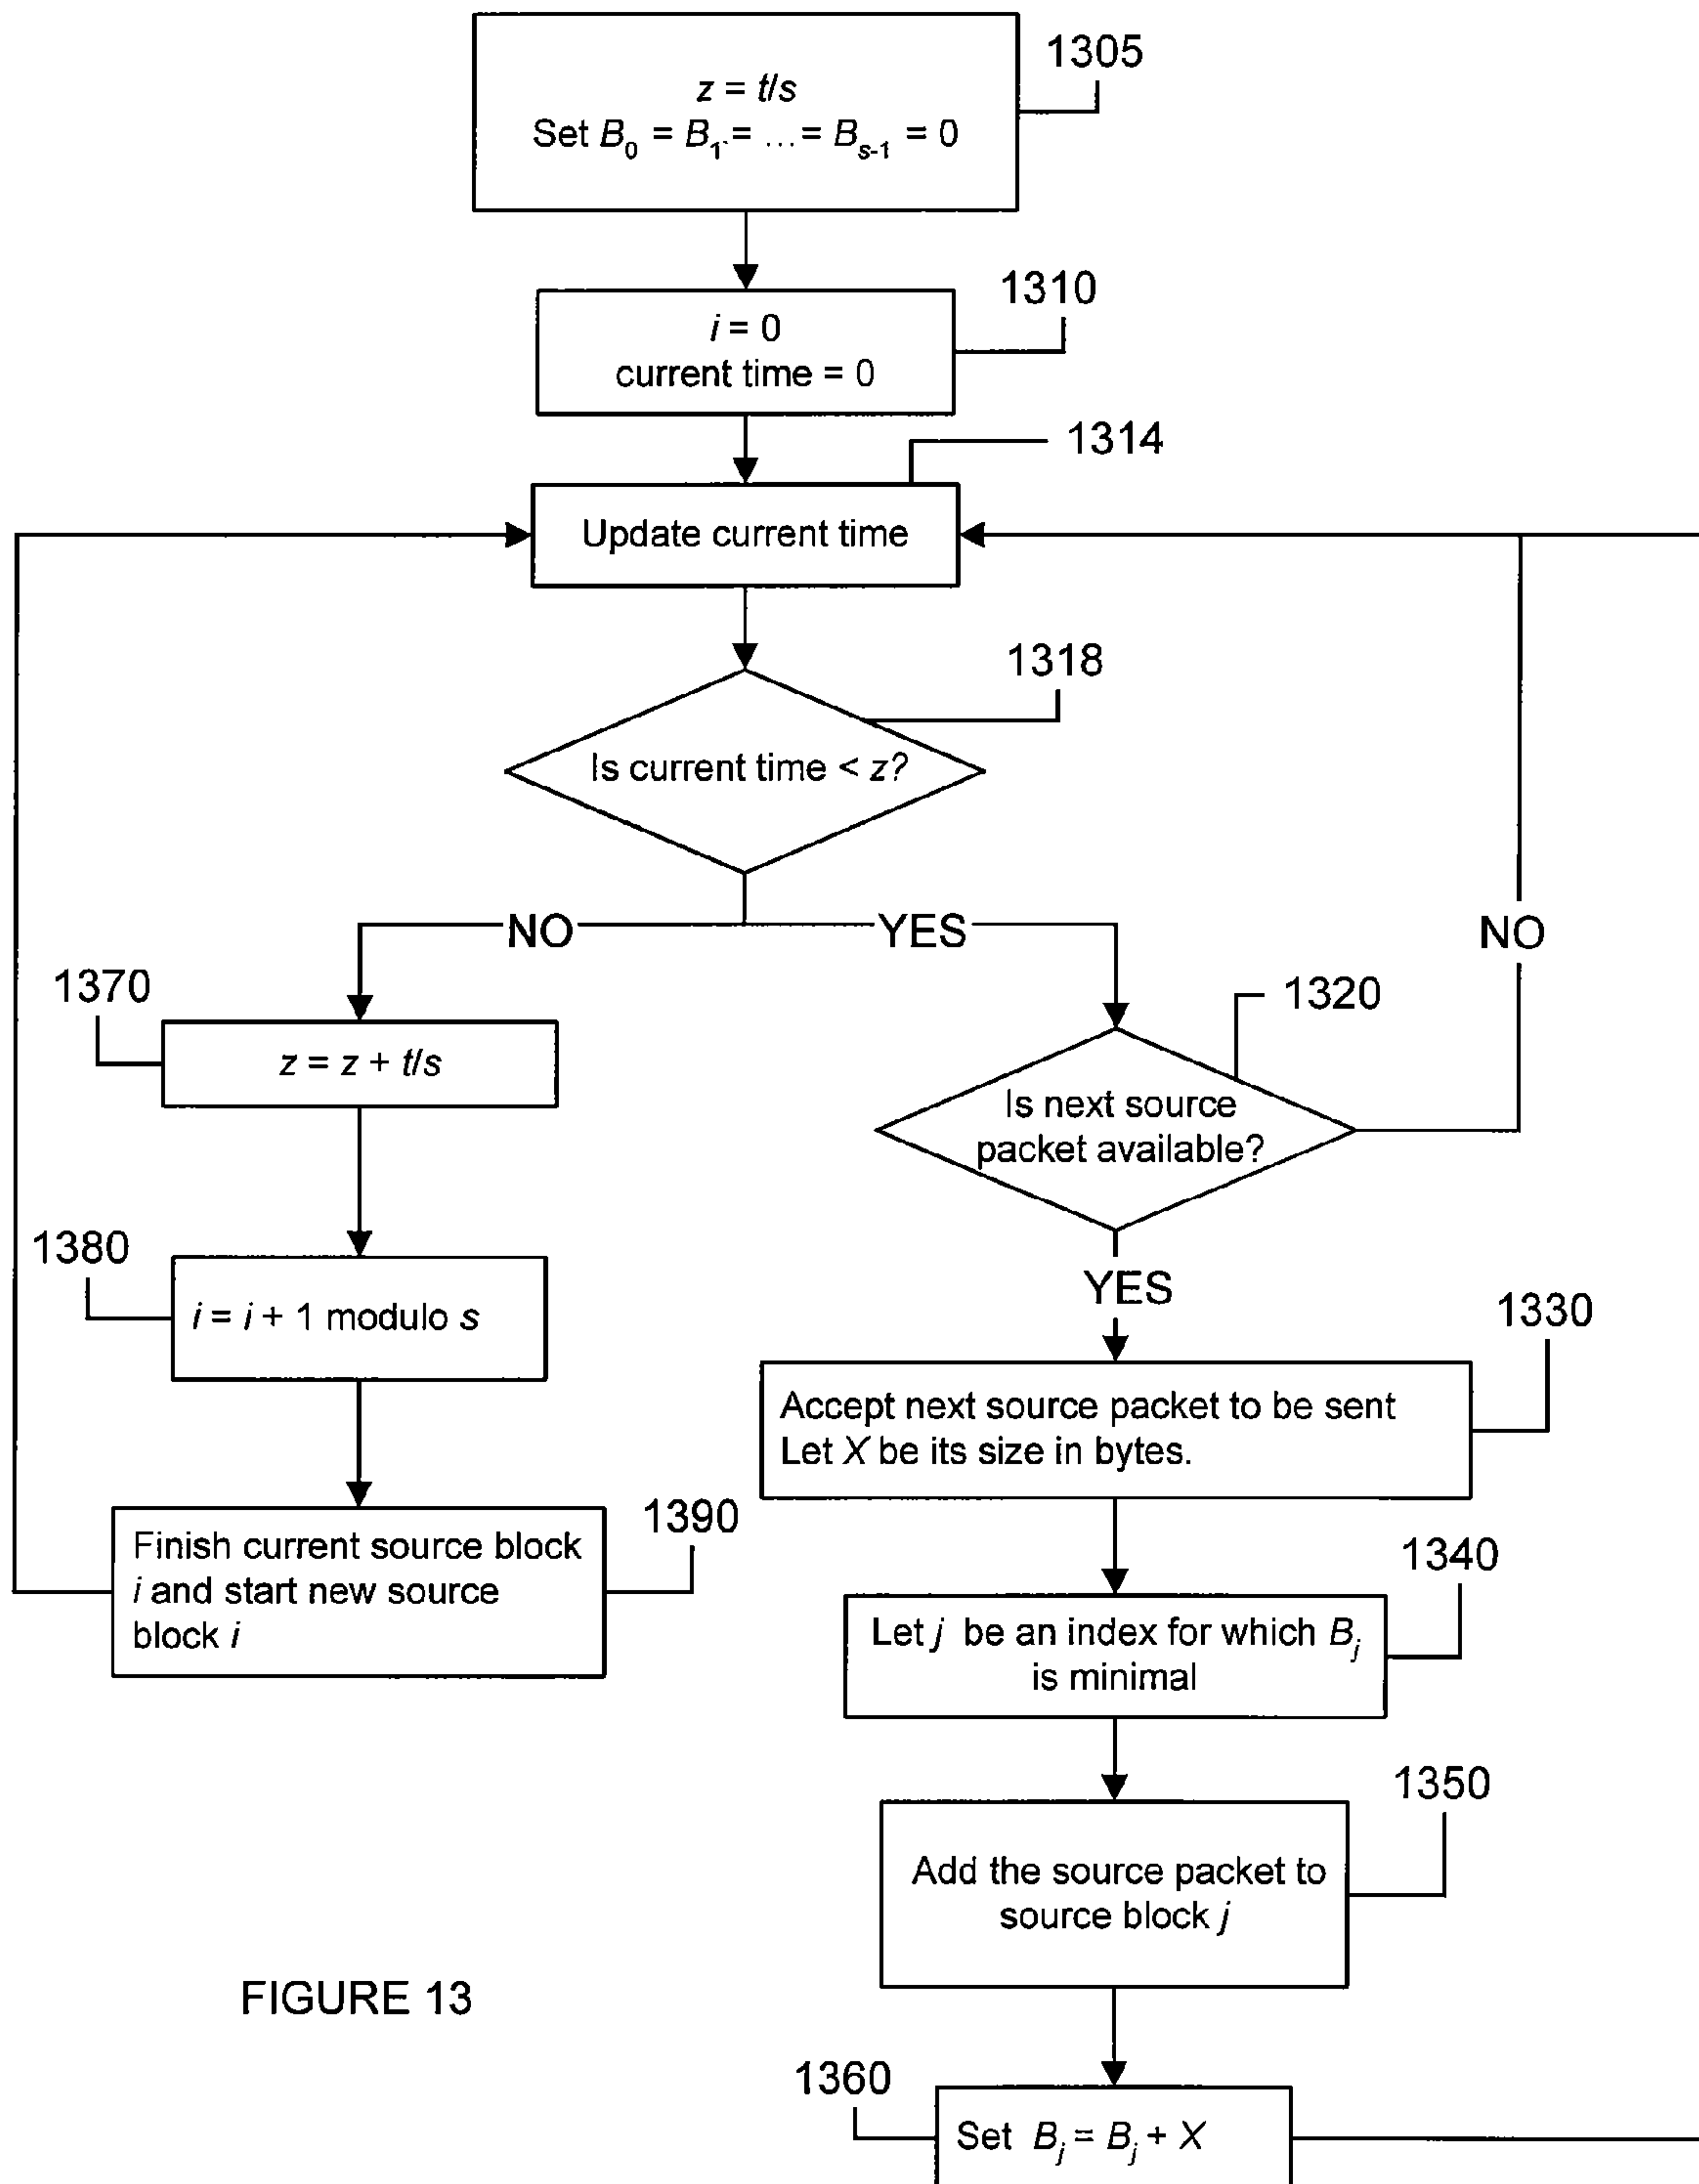 1305
z = t/s
Set B₀ = B₁ = ... = Bₛ₋₁ = 0
1310
i = 0
current time = 0
1314
Update current time
1318
Is current time < z?
NO
YES
NO
1370
z = z + t/s
1320
Is next source
packet available?
1380
i = i + 1 modulo s
YES
1330
Accept next source packet to be sent
Let X be its size in bytes.
1390
Finish current source block
i and start new source
block i
1340
Let j be an index for which Bⱼ
is minimal
1350
Add the source packet to
source block j
FIGURE 13
1360
Set Bⱼ = Bⱼ + X